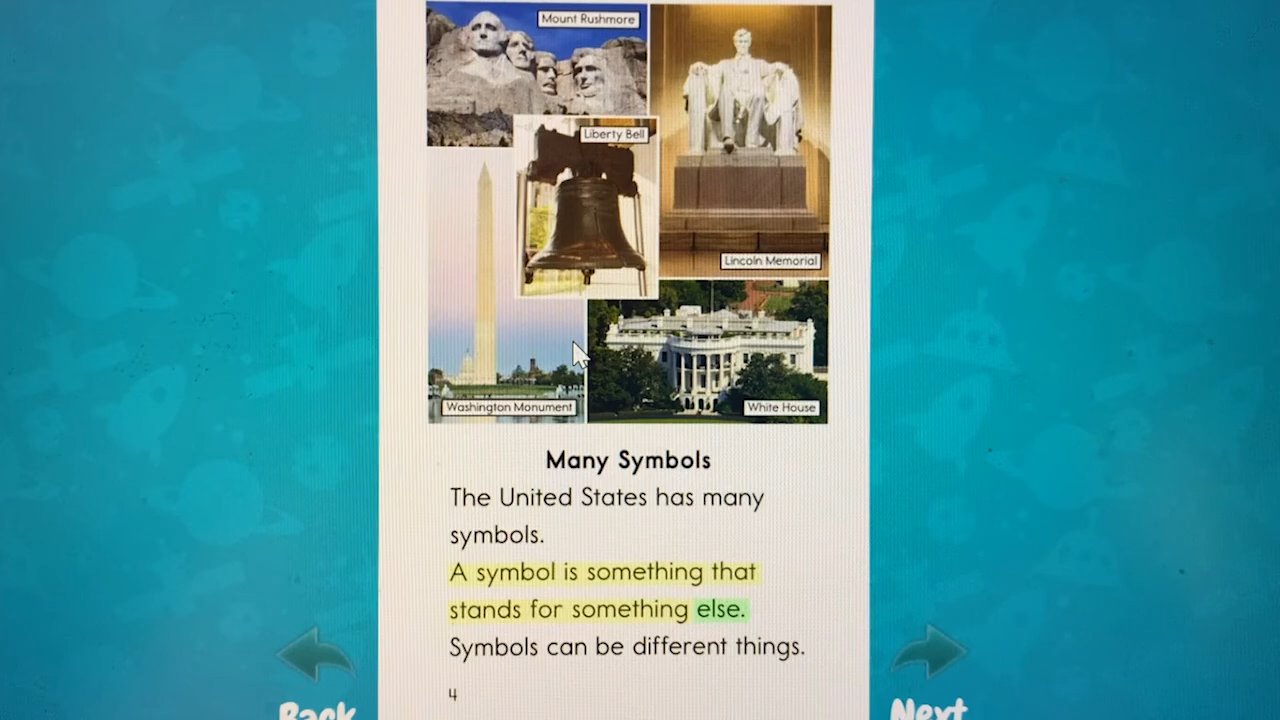 Mount Rushmore
Liberty Bell
Lincoln Memorial
Washington Monument
White House
Many Symbols
The United States has many
symbols.
A symbol is something that
stands for something else.
Symbols can be different things.
4
Back
Next